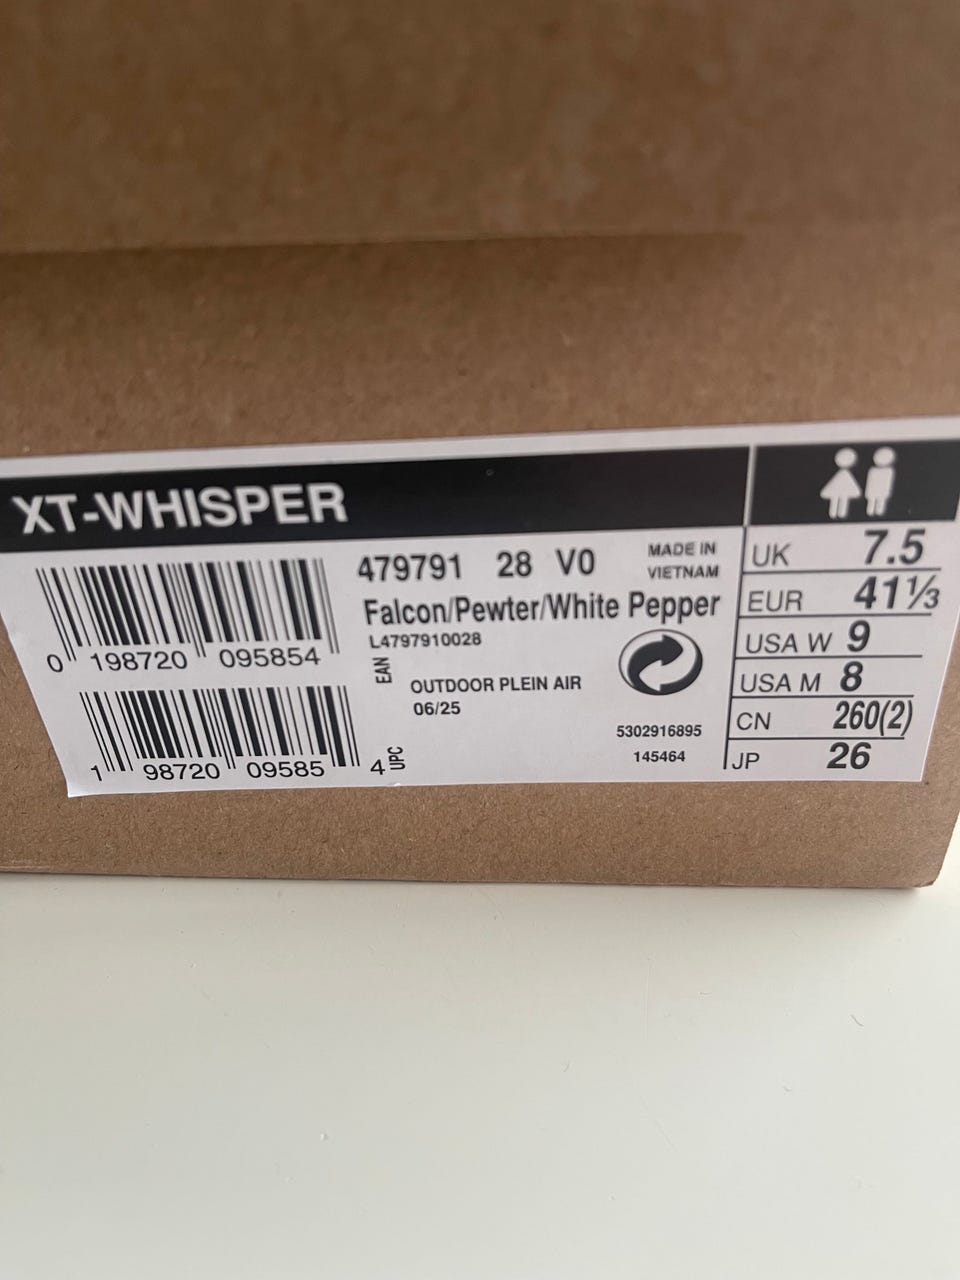 XT-WHISPER
0 198720 095854
1 98720 09585 4
EAN
UPC
479791 28 V0
MADE IN
VIETNAM
Falcon/Pewter/White Pepper
L4797910028
OUTDOOR PLEIN AIR
06/25
5302916895
145464
UK 7.5
EUR 41⅓
USA W 9
USA M 8
CN 260(2)
JP 26